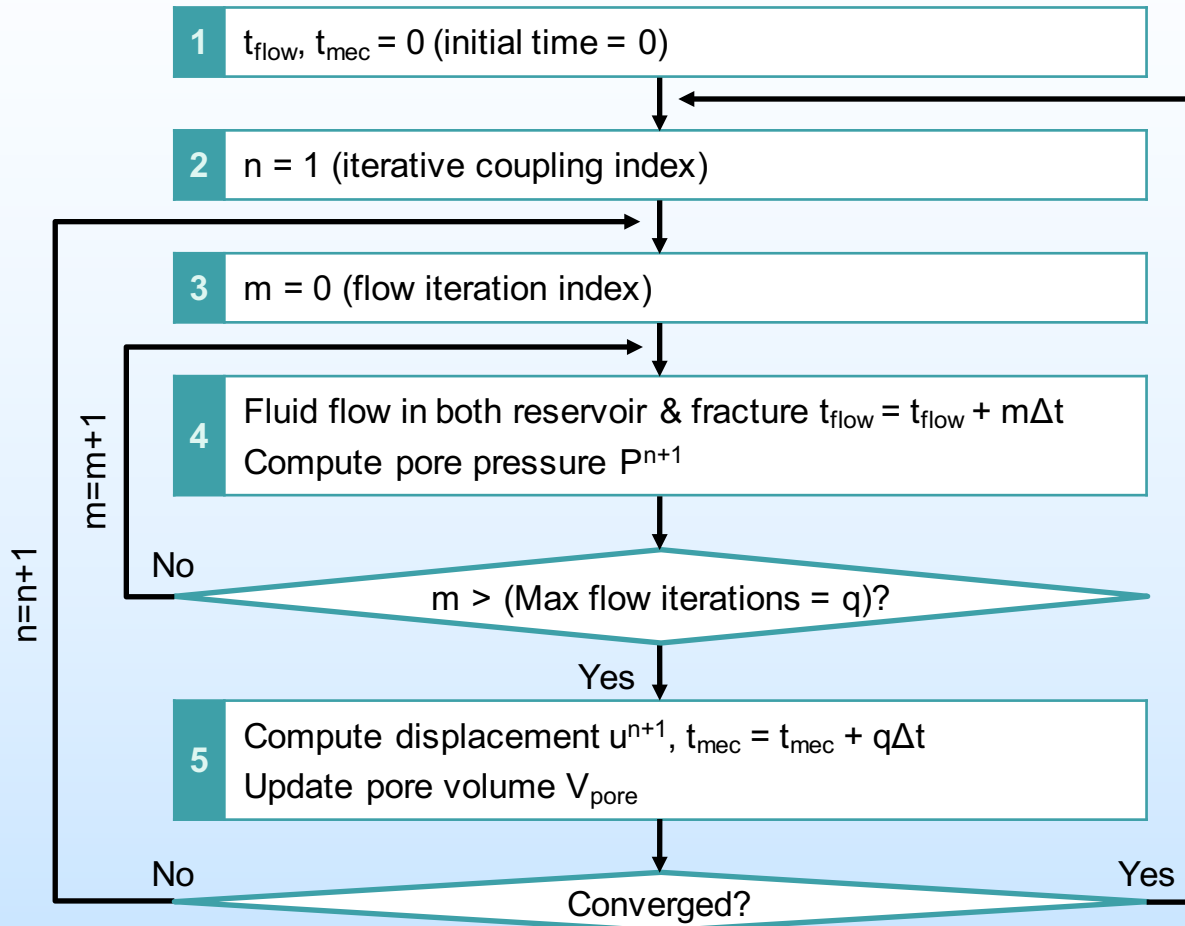 1 t_flow, t_mec = 0 (initial time = 0)
2 n = 1 (iterative coupling index)
3 m = 0 (flow iteration index)
4 Fluid flow in both reservoir & fracture t_flow = t_flow + mΔt
Compute pore pressure P^n+1
m=m+1
n=n+1
No
m > (Max flow iterations = q)?
Yes
5 Compute displacement u^n+1, t_mec = t_mec + qΔt
Update pore volume V_pore
No
Converged?
Yes